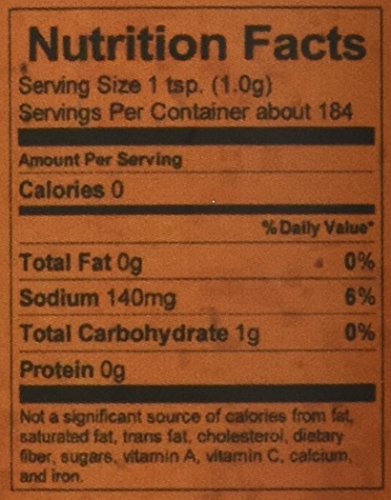 Nutrition Facts
Serving Size 1 tsp. (1.0g)
Servings Per Container about 184
Amount Per Serving
Calories 0
% Daily Value*
Total Fat 0g 0%
Sodium 140mg 6%
Total Carbohydrate 1g 0%
Protein 0g
Not a significant source of calories from fat,
saturated fat, trans fat, cholesterol, dietary
fiber, sugars, vitamin A, vitamin C, calcium,
and iron.